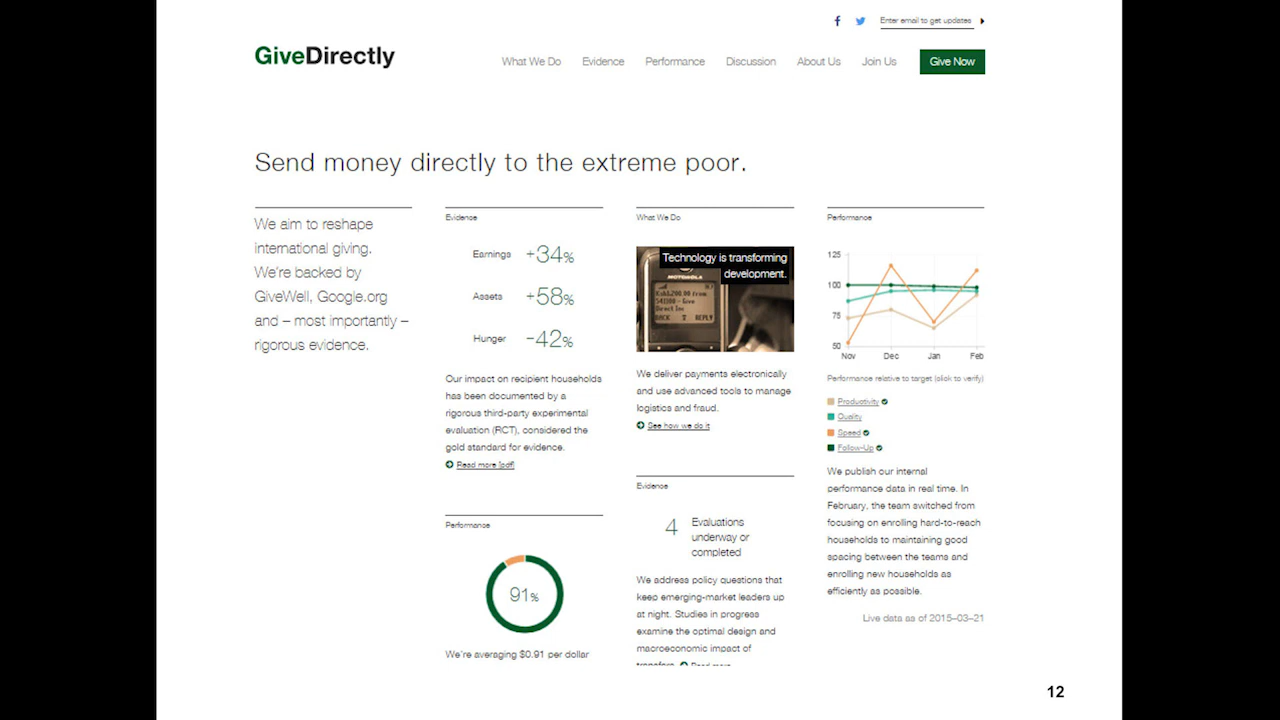 Enter email to get updates
GiveDirectly
What We Do
Evidence
Performance
Discussion
About Us
Join Us
Give Now
Send money directly to the extreme poor.
We aim to reshape
international giving.
We're backed by
GiveWell, Google.org
and – most importantly –
rigorous evidence.
Evidence
Earnings +34%
Assets +58%
Hunger -42%
Our impact on recipient households
has been documented by a
rigorous third-party experimental
evaluation (RCT), considered the
gold standard for evidence.
Read more [pdf]
Performance
91%
We're averaging $0.91 per dollar
What We Do
Technology is transforming
development.
MOTOROLA
from
Direct Inc
BACK REPLY
We deliver payments electronically
and use advanced tools to manage
logistics and fraud.
See how we do it
Evidence
4
Evaluations
underway or
completed
We address policy questions that
keep emerging-market leaders up
at night. Studies in progress
examine the optimal design and
macroeconomic impact of
transfers. Read more
Performance
125
100
75
50
Nov Dec Jan Feb
Performance relative to target (click to verify)
Productivity
Quality
Speed
Follow-Up
We publish our internal
performance data in real time. In
February, the team switched from
focusing on enrolling hard-to-reach
households to maintaining good
spacing between the teams and
enrolling new households as
efficiently as possible.
Live data as of 2015–03–21
12